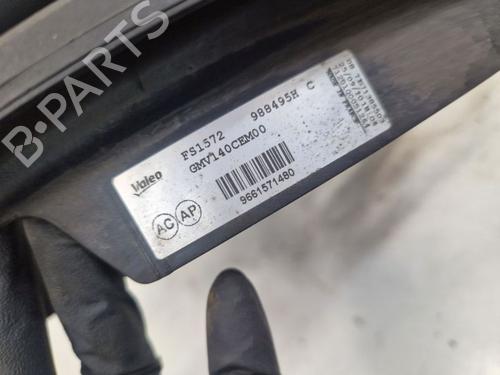 B-PARTS
FS1572 988495H C
GMV140CEM00
Valeo
AC AP
9661571480